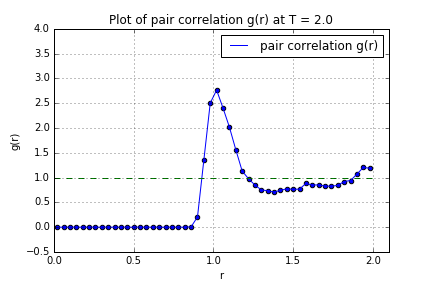 Plot of pair correlation g(r) at T = 2.0
pair correlation g(r)
g(r)
4.0
3.5
3.0
2.5
2.0
1.5
1.0
0.5
0.0
−0.5
0.0 0.5 1.0 1.5 2.0
r